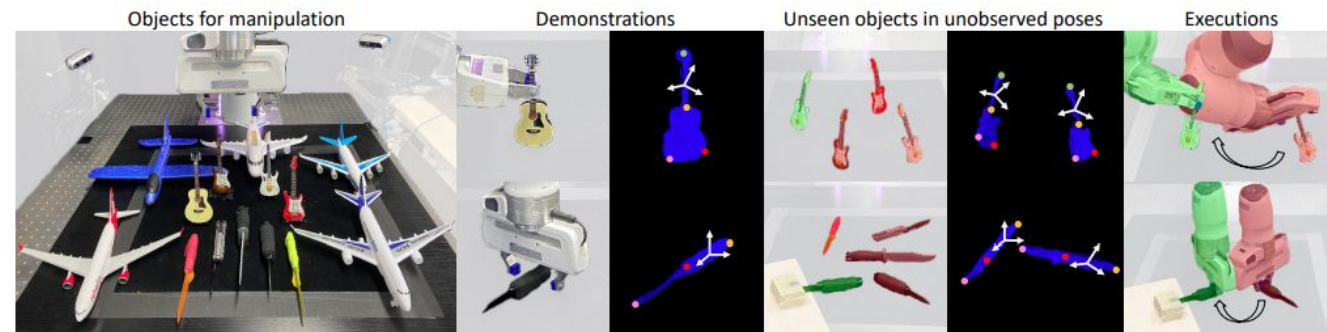 Objects for manipulation
Demonstrations
Unseen objects in unobserved poses
Executions